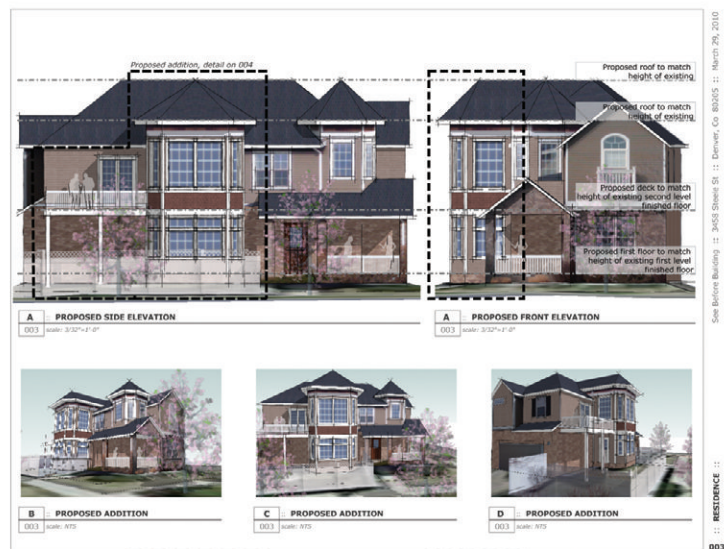 Proposed addition, detail on 004
Proposed roof to match
height of existing
Proposed roof to match
height of existing
Proposed deck to match
height of existing second level
finished floor
Proposed first floor to match
height of existing first level
finished floor
A :: PROPOSED SIDE ELEVATION
003 scale: 3/32"=1'-0"
A :: PROPOSED FRONT ELEVATION
003 scale: 3/32"=1'-0"
B :: PROPOSED ADDITION
003 scale: NTS
C :: PROPOSED ADDITION
003 scale: NTS
D :: PROPOSED ADDITION
003 scale: NTS
See Before Building :: 3458 Steele St :: Denver, Co 80205 :: March 29, 2010
:: RESIDENCE ::
003